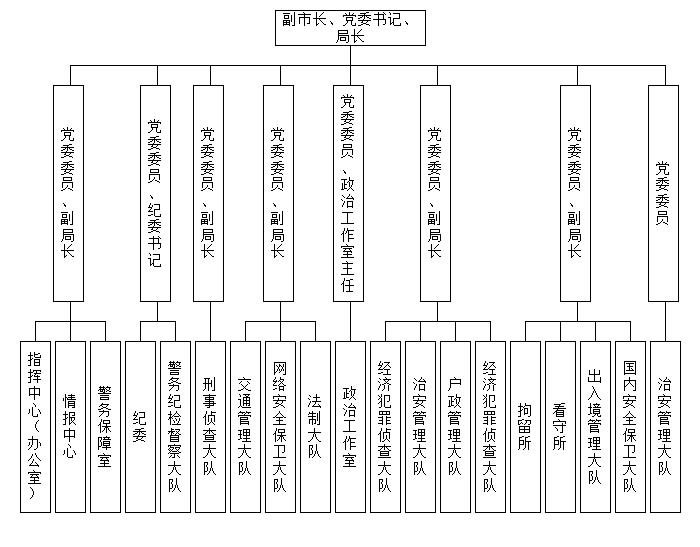 副市长、党委书记、
局长
党委委员、副局长
党委委员、纪委书记
党委委员、副局长
党委委员、副局长
党委委员、政治工作室主任
党委委员、副局长
党委委员、副局长
党委委员
指挥中心（办公室）
情报中心
警务保障室
纪委
警务纪检督察大队
刑事侦查大队
交通管理大队
网络安全保卫大队
法制大队
政治工作室
经济犯罪侦查大队
治安管理大队
户政管理大队
经济犯罪侦查大队
拘留所
看守所
出入境管理大队
国内安全保卫大队
治安管理大队